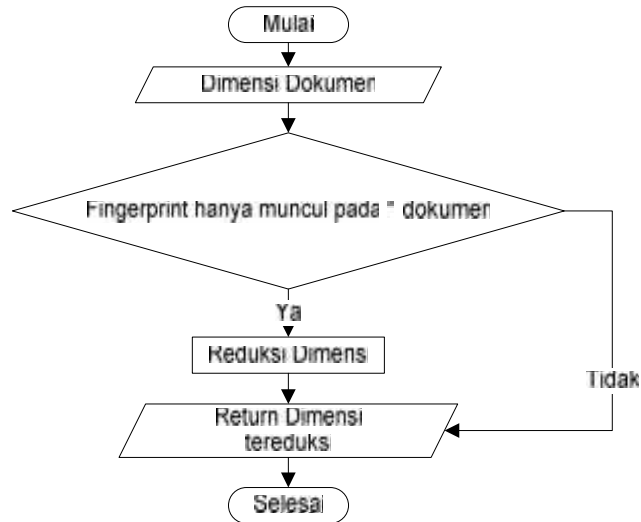 Mulai
Dimensi Dokumen
Fingerprint hanya muncul pada dokumen
Ya
Reduksi Dimensi
Tidak
Return Dimensi
tereduksi
Selesai